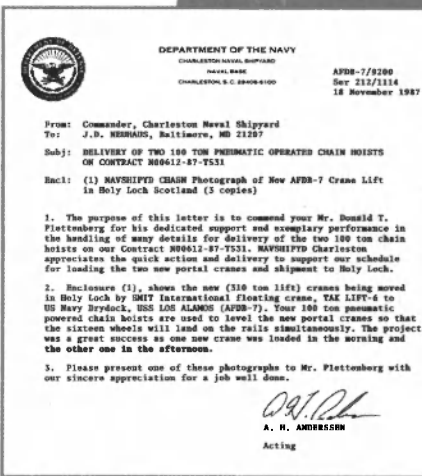 DEPARTMENT OF THE NAVY
CHARLESTON NAVAL SHIPYARD
NAVAL BASE
CHARLESTON, S.C. 29408-6100
AFDB-7/9200
Ser 212/1114
18 November 1987
From: Commander, Charleston Naval Shipyard
To: J.D. NEUHAUS, Baltimore, MD 21207
Subj: DELIVERY OF TWO 100 TON PNEUMATIC OPERATED CHAIN HOISTS
ON CONTRACT N00612-87-T531
Encl: (1) NAVSHIPYD CHASN Photograph of New AFDB-7 Crane Lift
in Holy Loch Scotland (3 copies)
1. The purpose of this letter is to commend your Mr. Donald T.
Plettenberg for his dedicated support and exemplary performance in
the handling of many details for delivery of the two 100 ton chain
hoists on our Contract N00612-87-T531. NAVSHIPYD Charleston
appreciates the quick action and delivery to support our schedule
for loading the two new portal cranes and shipment to Holy Loch.
2. Enclosure (1), shows the new (310 ton lift) cranes being moved
in Holy Loch by SMIT International floating crane, TAK LIFT-6 to
US Navy Drydock, USS LOS ALAMOS (AFDB-7). Your 100 ton pneumatic
powered chain hoists are used to level the new portal cranes so that
the sixteen wheels will land on the rails simultaneously. The project
was a great success as one new crane was loaded in the morning and
the other one in the afternoon.
3. Please present one of these photographs to Mr. Plettenberg with
our sincere appreciation for a job well done.
A. H. ANDERSSEN
Acting